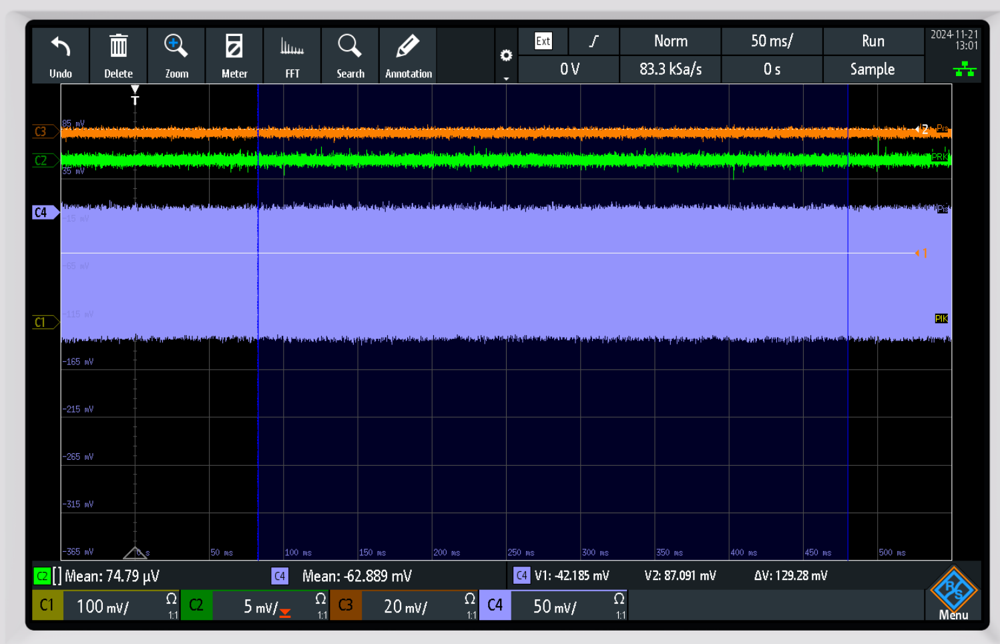 Undo
Delete
Zoom
Meter
FFT
Search
Annotation
Ext
Norm
50 ms/
Run
2024-11-21
13:01
0 V
83.3 kSa/s
0 s
Sample
T
C3
85 mV
2
Prs
C2
35 mV
PRK
C4
-15 mV
Pis
-65 mV
1
-115 mV
C1
PIK
-165 mV
-215 mV
-265 mV
-315 mV
-365 mV
0 s
50 ms
100 ms
150 ms
200 ms
250 ms
300 ms
350 ms
400 ms
450 ms
500 ms
C2 [] Mean: 74.79 µV
C4 Mean: -62.889 mV
C4 V1: -42.185 mV V2: 87.091 mV ΔV: 129.28 mV
C1 100 mV/ Ω 1:1
C2 5 mV/ Ω 1:1
C3 20 mV/ Ω 1:1
C4 50 mV/ Ω 1:1
R&S
Menu